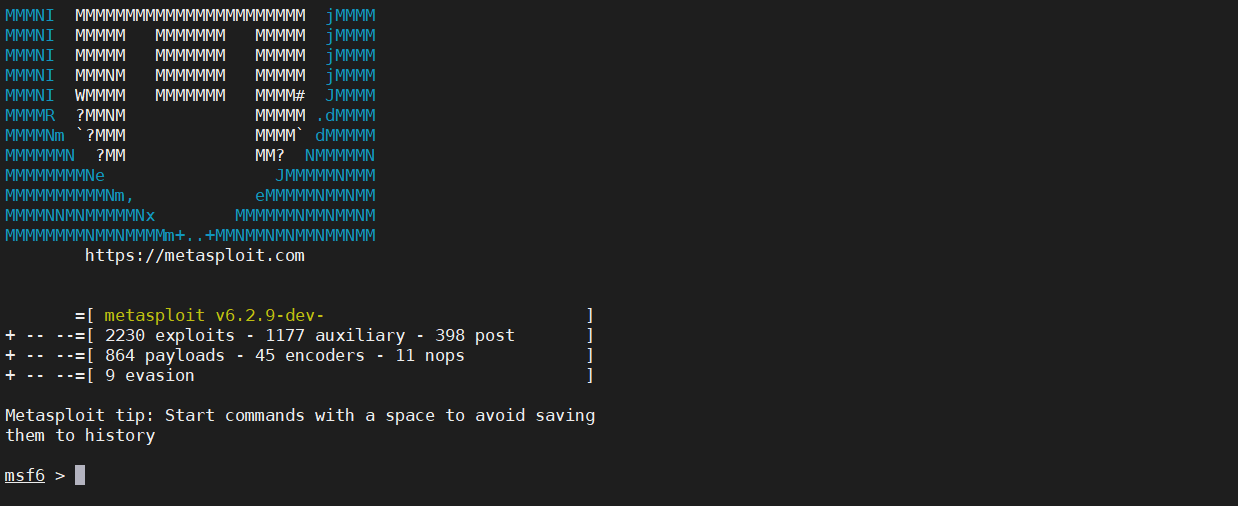 MMMNI  MMMMMMMMMMMMMMMMMMMMMMM  jMMMM
MMMNI  MMMMM   MMMMMMM   MMMMM  jMMMM
MMMNI  MMMMM   MMMMMMM   MMMMM  jMMMM
MMMNI  MMMNM   MMMMMMM   MMMMM  jMMMM
MMMNI  WMMMM   MMMMMMM   MMMM#  JMMMM
MMMMR  ?MMNM             MMMMM .dMMMM
MMMMNm `?MMM             MMMM` dMMMMM
MMMMMMN  ?MM             MM?  NMMMMMN
MMMMMMMMNe                 JMMMMMNMMM
MMMMMMMMMMNm,            eMMMMMNMMNMM
MMMMNNMNMMMMMNx        MMMMMMNMMNMMNM
MMMMMMMMNMMNMMMMm+..+MMNMMNMNMMNMMNMM
        https://metasploit.com
       =[ metasploit v6.2.9-dev-                          ]
+ -- --=[ 2230 exploits - 1177 auxiliary - 398 post       ]
+ -- --=[ 864 payloads - 45 encoders - 11 nops            ]
+ -- --=[ 9 evasion                                       ]
Metasploit tip: Start commands with a space to avoid saving
them to history
msf6 >